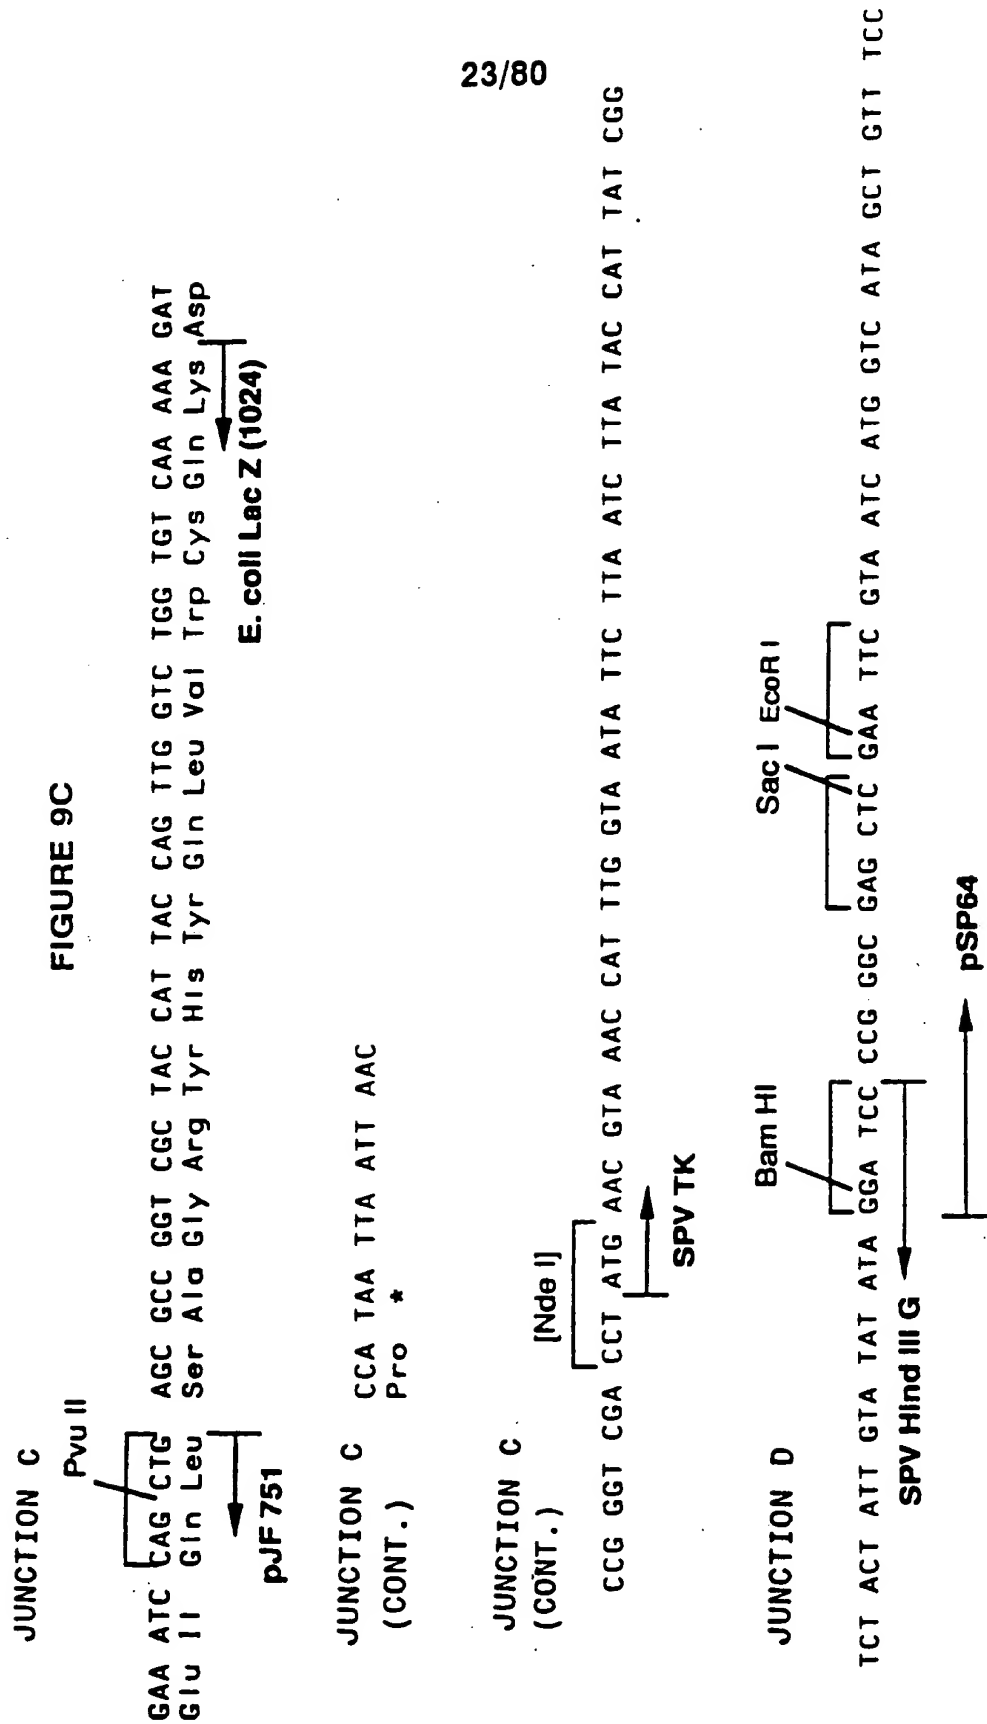 23/80
FIGURE 9C
JUNCTION C
Pvu II
GAA ATC CAG CTG AGC GCC GGT CGC TAC CAT TAC CAG TTG GTC TGG TGT CAA AAA GAT
Glu Il Gln Leu Ser Ala Gly Arg Tyr His Tyr Gln Leu Val Trp Cys Gln Lys Asp
pJF751
E. coli Lac Z (1024)
JUNCTION C
(CONT.)
CCA TAA TTA ATT AAC
Pro *
JUNCTION C
(CONT.)
[Nde I]
CCG GGT CGA CCT ATG AAC GTA AAC CAT TTG GTA ATA TTC TTA ATC TTA TAC CAT TAT CGG
SPV TK
JUNCTION D
Bam HI
Sac I EcoR I
TCT ACT ATT GTA TAT ATA GGA TCC CCG GGC GAG CTC GAA TTC GTA ATC ATG GTC ATA GCT GTT TCC
SPV Hind III G
pSP64